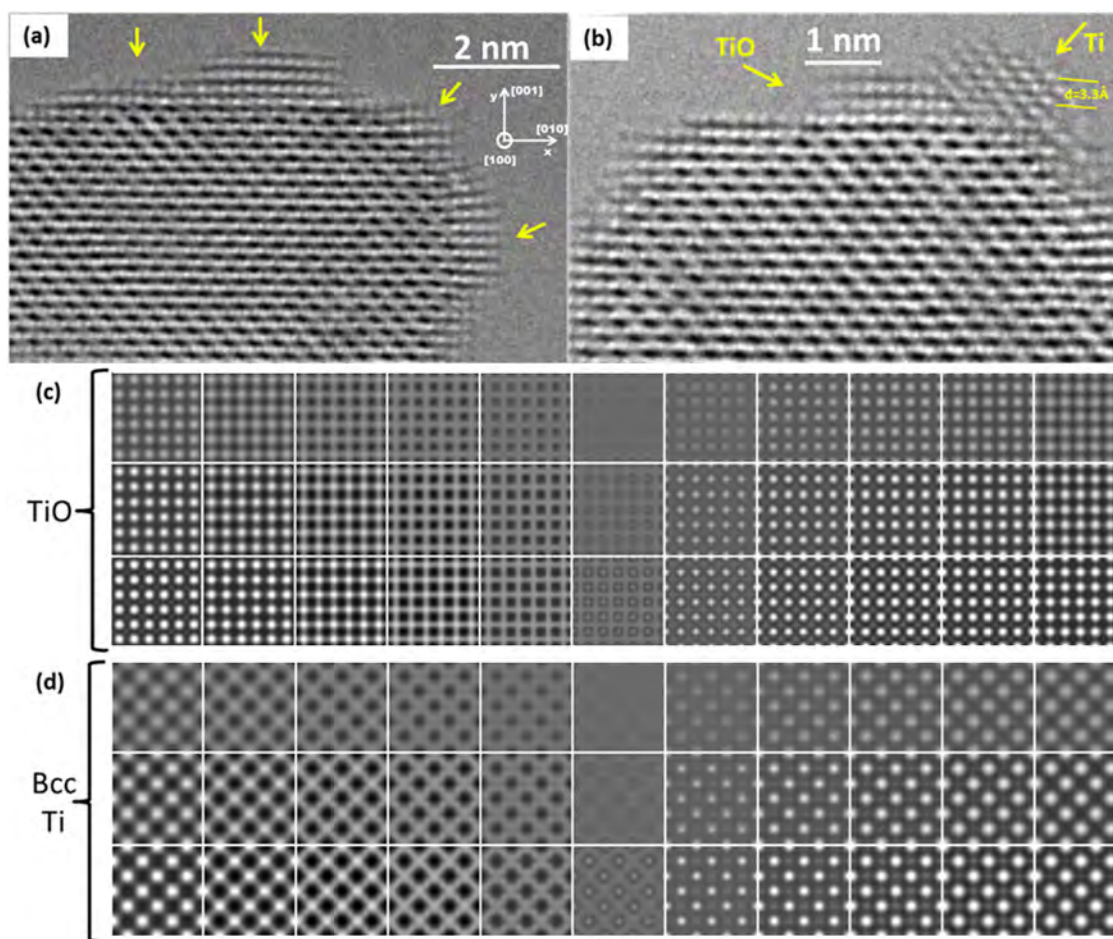 (a)
2 nm
y [001]
[010]
x
[100]
(b)
TiO
1 nm
Ti
d=3.3Å
(c)
TiO
(d)
Bcc
Ti